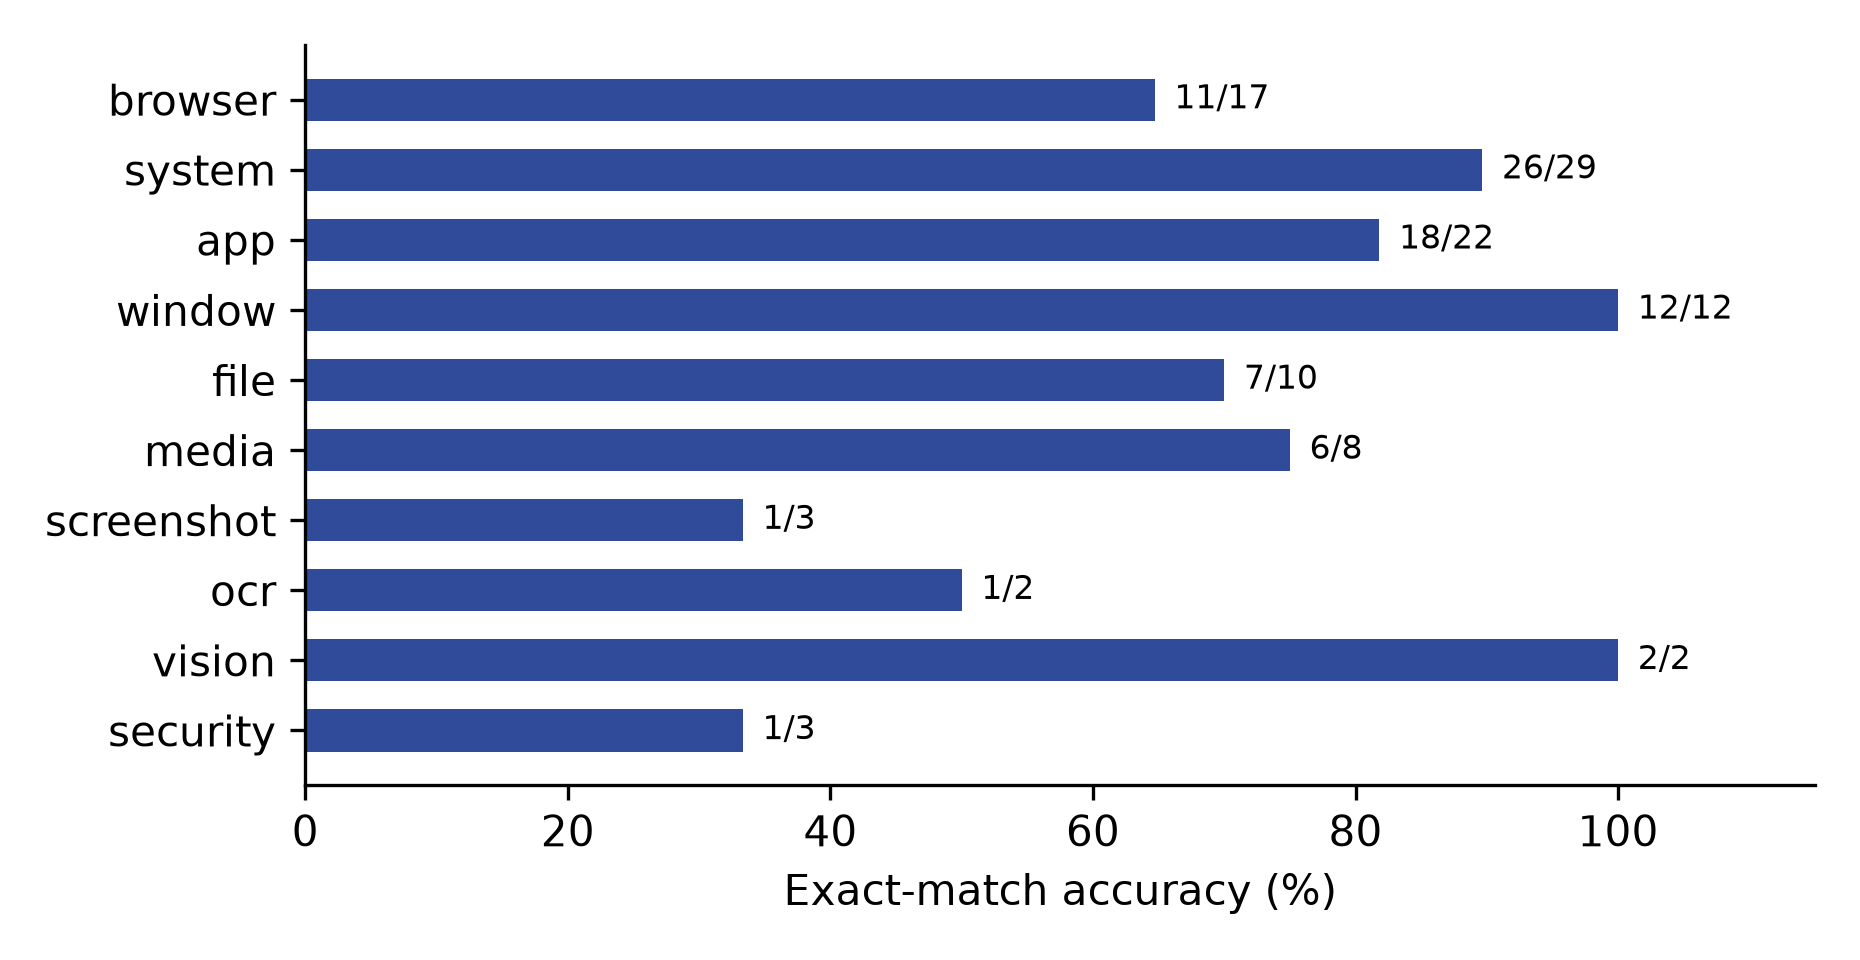 browser 11/17
system 26/29
app 18/22
window 12/12
file 7/10
media 6/8
screenshot 1/3
ocr 1/2
vision 2/2
security 1/3
0 20 40 60 80 100
Exact-match accuracy (%)